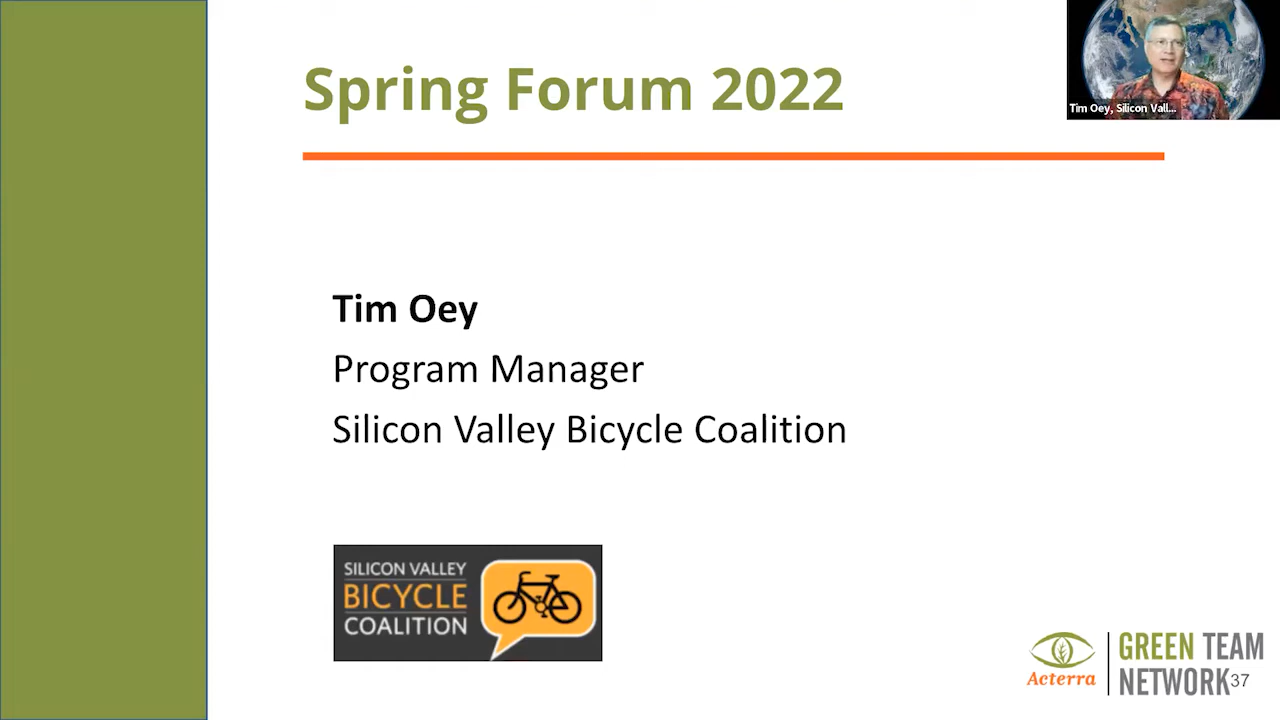 Spring Forum 2022
Tim Oey, Silicon Vall...
Tim Oey
Program Manager
Silicon Valley Bicycle Coalition
SILICON VALLEY
BICYCLE
COALITION
Acterra
GREEN TEAM
NETWORK
37